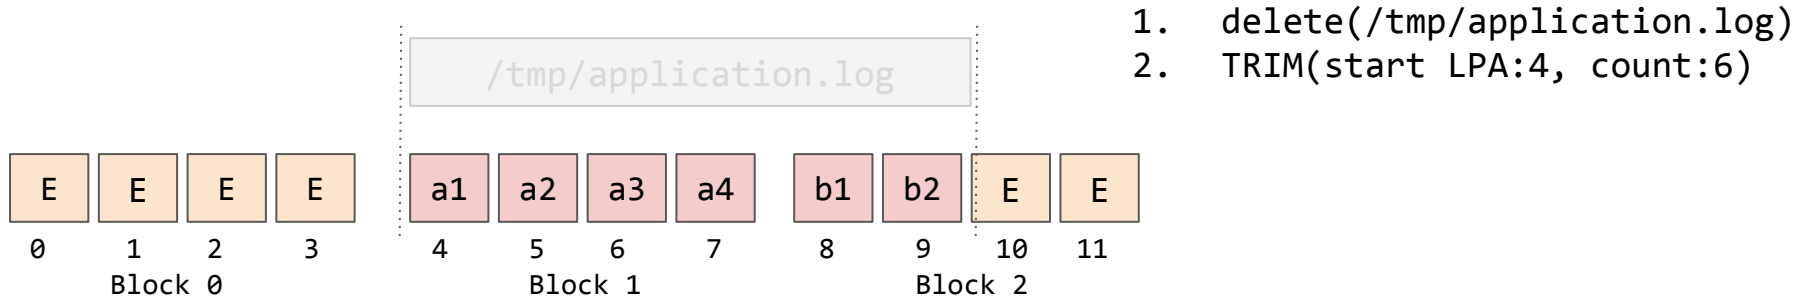 1. delete(/tmp/application.log)
2. TRIM(start LPA:4, count:6)
/tmp/application.log
E E E E a1 a2 a3 a4 b1 b2 E E
0 1 2 3 4 5 6 7 8 9 10 11
Block 0 Block 1 Block 2